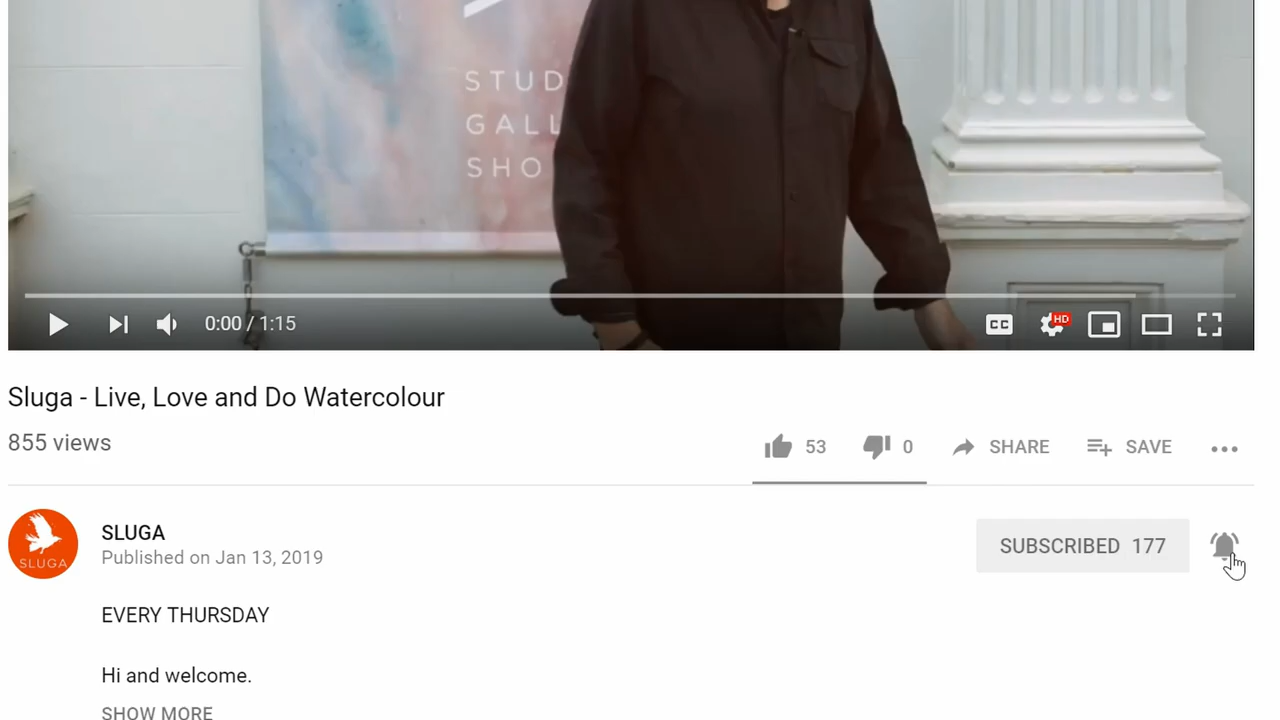 STUD
GALL
SHO
0:00 / 1:15
CC
HD
Sluga - Live, Love and Do Watercolour
855 views
53
0
SHARE
SAVE
SLUGA
SLUGA
Published on Jan 13, 2019
SUBSCRIBED 177
EVERY THURSDAY
Hi and welcome.
SHOW MORE